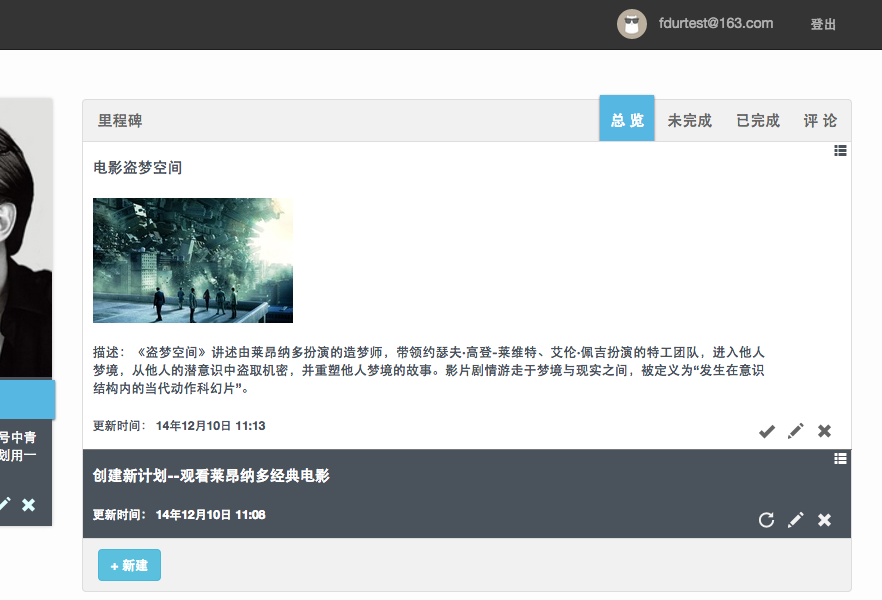 fdurtest@163.com 登出
里程碑 总 览 未完成 已完成 评 论
电影盗梦空间
描述：《盗梦空间》讲述由莱昂纳多扮演的造梦师，带领约瑟夫·高登-莱维特、艾伦·佩吉扮演的特工团队，进入他人
梦境，从他人的潜意识中盗取机密，并重塑他人梦境的故事。影片剧情游走于梦境与现实之间，被定义为“发生在意识
结构内的当代动作科幻片”。
更新时间： 14年12月10日 11:13
号中青
划用一
创建新计划--观看莱昂纳多经典电影
更新时间： 14年12月10日 11:08
+ 新建